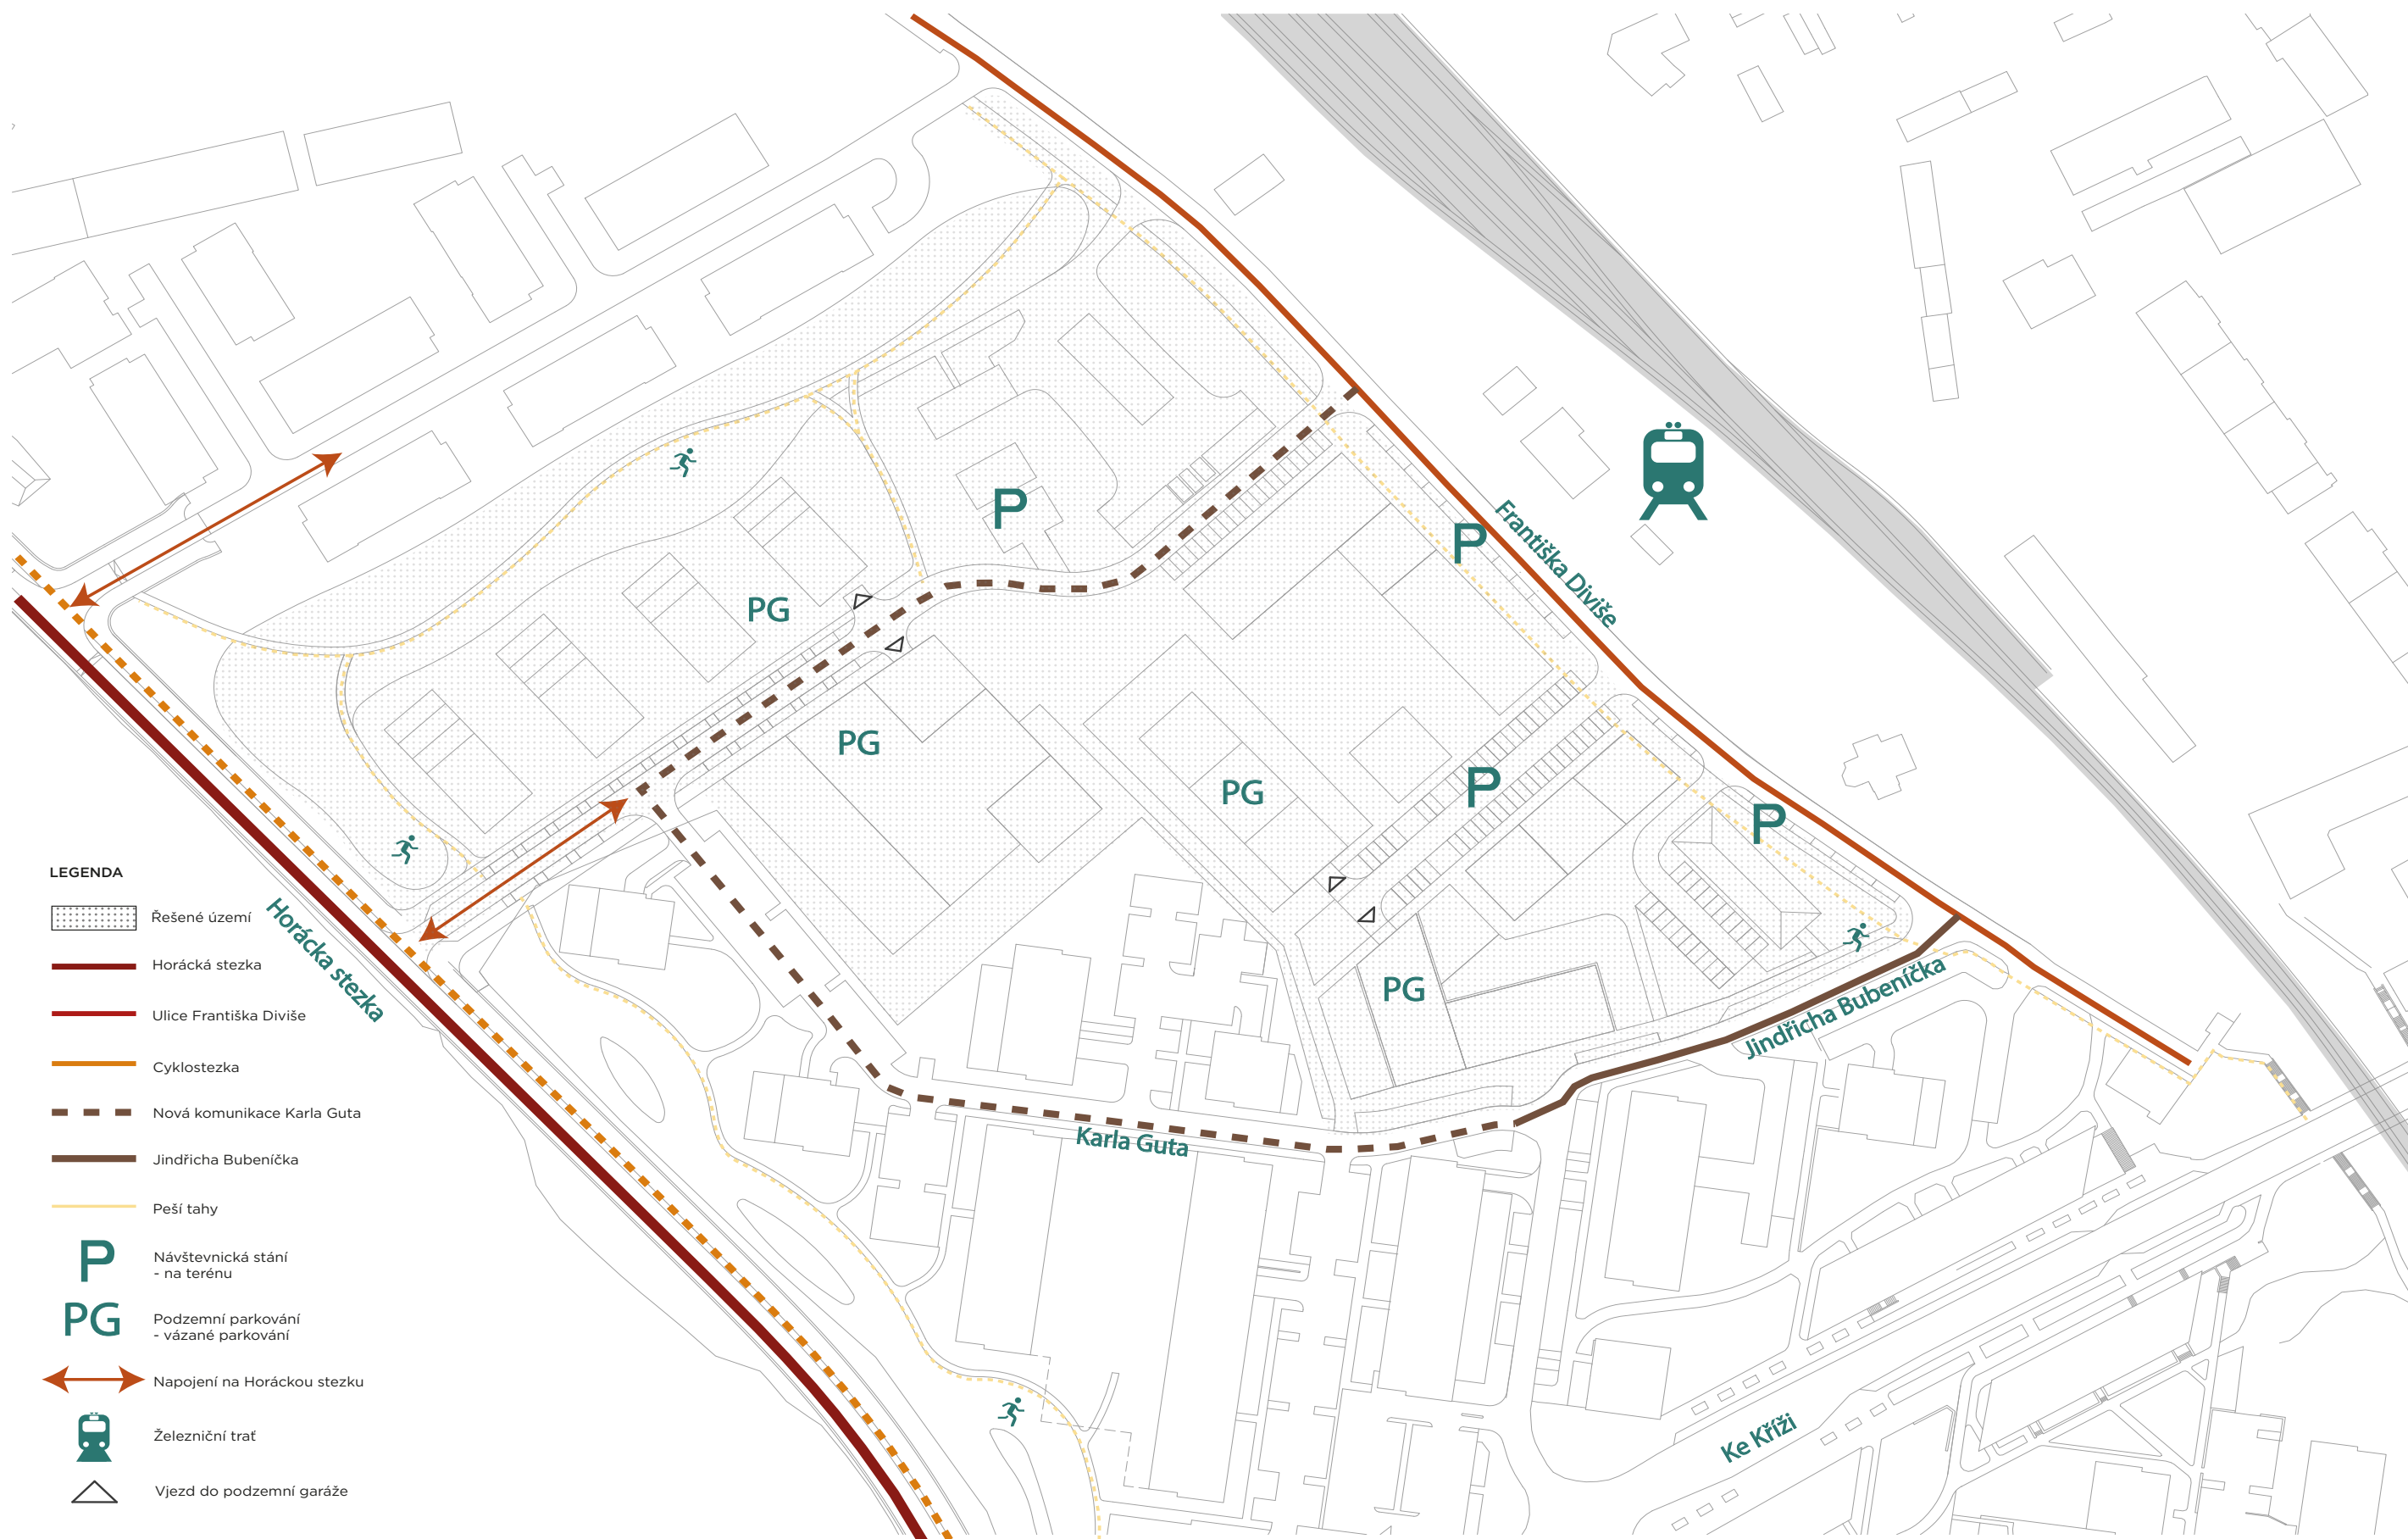 P
Františka Diviše
P
PG
PG
PG
P
P
PG
Horácka stezka
Jindřicha Bubeníčka
Karla Guta
Ke Kříži
LEGENDA
Řešené území
Horácká stezka
Ulice Františka Diviše
Cyklostezka
Nová komunikace Karla Guta
Jindřicha Bubeníčka
Peší tahy
P
Návštevnická stání
- na terénu
PG
Podzemní parkování
- vázané parkování
Napojení na Horáckou stezku
Železniční trať
Vjezd do podzemní garáže